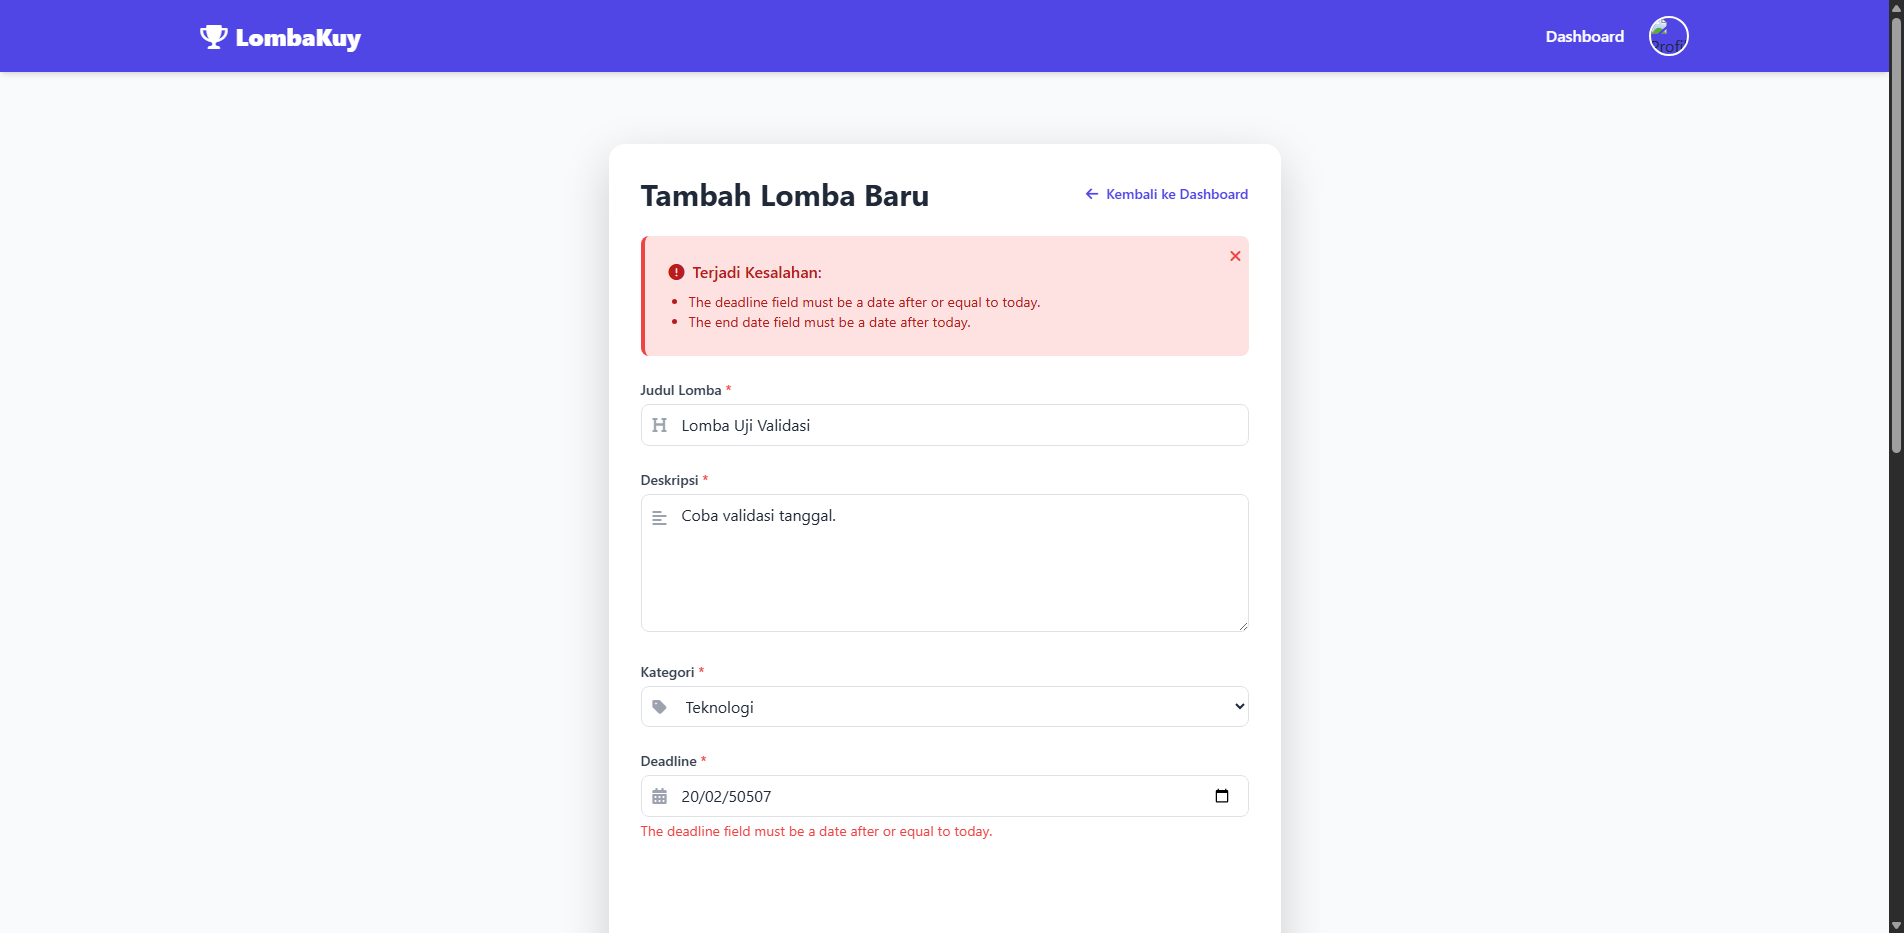 LombaKuy
Dashboard
Profi
Tambah Lomba Baru
Kembali ke Dashboard
Terjadi Kesalahan:
The deadline field must be a date after or equal to today.
The end date field must be a date after today.
Judul Lomba *
Lomba Uji Validasi
Deskripsi *
Coba validasi tanggal.
Kategori *
Teknologi
Deadline *
20/02/50507
The deadline field must be a date after or equal to today.